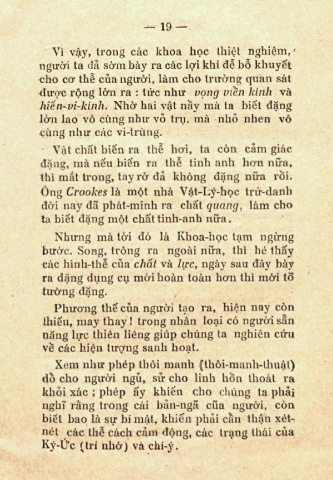 — 19 —
Vì vậy, trong các khoa học thiệt nghiệm,
người ta đã sớm bày ra các lợi khí để bổ khuyết
cho cơ thể của người, làm cho trường quan sát
được rộng lớn ra : tức như vọng viễn kính và
hiển-vi-kính. Nhờ hai vật nầy mà ta biết đặng
lớn lao vô cùng như vỏ trụ, mà nhỏ nhen vô
cùng như các vi-trùng.
Vật chất biến ra thể hơi, ta còn cảm giác
đặng, mà nếu biến ra thể tinh anh hơn nữa,
thì mắt trong, tay rờ đả không đặng nữa rồi.
Ông Crookes là một nhà Vật-Lý-học trứ-danh
đời nay đã phát-minh ra chất quang, làm cho
ta biết đặng một chất tinh-anh nữa.
Nhưng mà tới đó là Khoa-học tạm ngừng
bước. Song, trông ra ngoài nữa, thì hé thấy
các hình-thể của chất và lực, ngày sau đây bày
ra đặng dụng cụ mới hoàn toàn hơn thì mới tỏ
tường đặng.
Phương thế của người tạo ra, hiện nay còn
thiếu, may thay! trong nhân loại có người sẵn
năng lực thiên liêng giúp chúng ta nghiên cứu
về các hiện tượng sanh hoạt.
Xem như phép thôi manh (thôi-manh-thuật)
dỗ cho người ngủ, sử cho linh hồn thoát ra
khỏi xác ; phép ấy khiến cho chúng ta phải
nghĩ rằng trong cái bản-ngã của người, còn
biết bao là sự bí mật, khiến phải cần thận xét-
nét các thể cách cảm động, các trạng thái của
Ký-Ức (trí nhớ) và chí-ý.